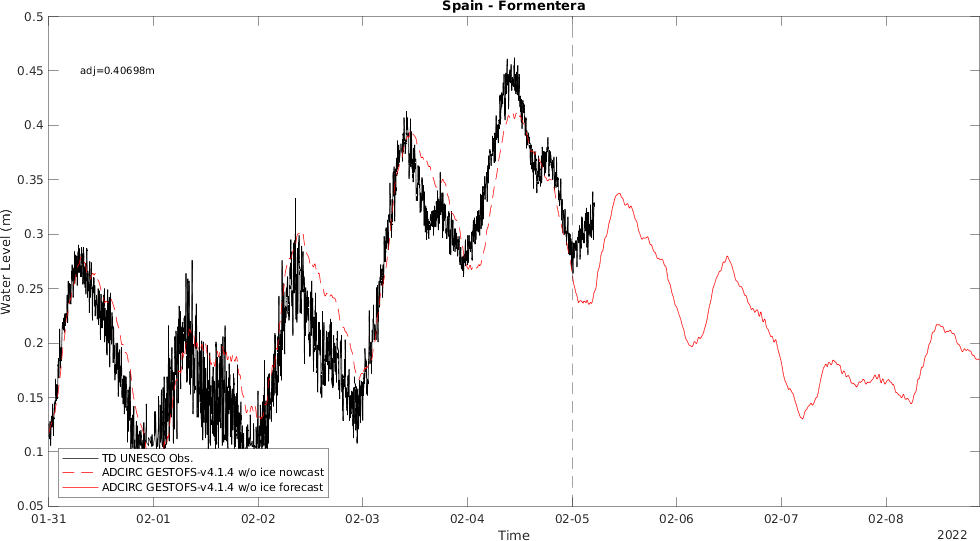 Spain - Formentera
0.5
0.45
0.4
0.35
0.3
0.25
0.2
0.15
0.1
0.05
Water Level (m)
adj=0.40698m
TD UNESCO Obs.
ADCIRC GESTOFS-v4.1.4 w/o ice nowcast
ADCIRC GESTOFS-v4.1.4 w/o ice forecast
01-31 02-01 02-02 02-03 02-04 02-05 02-06 02-07 02-08
Time
2022